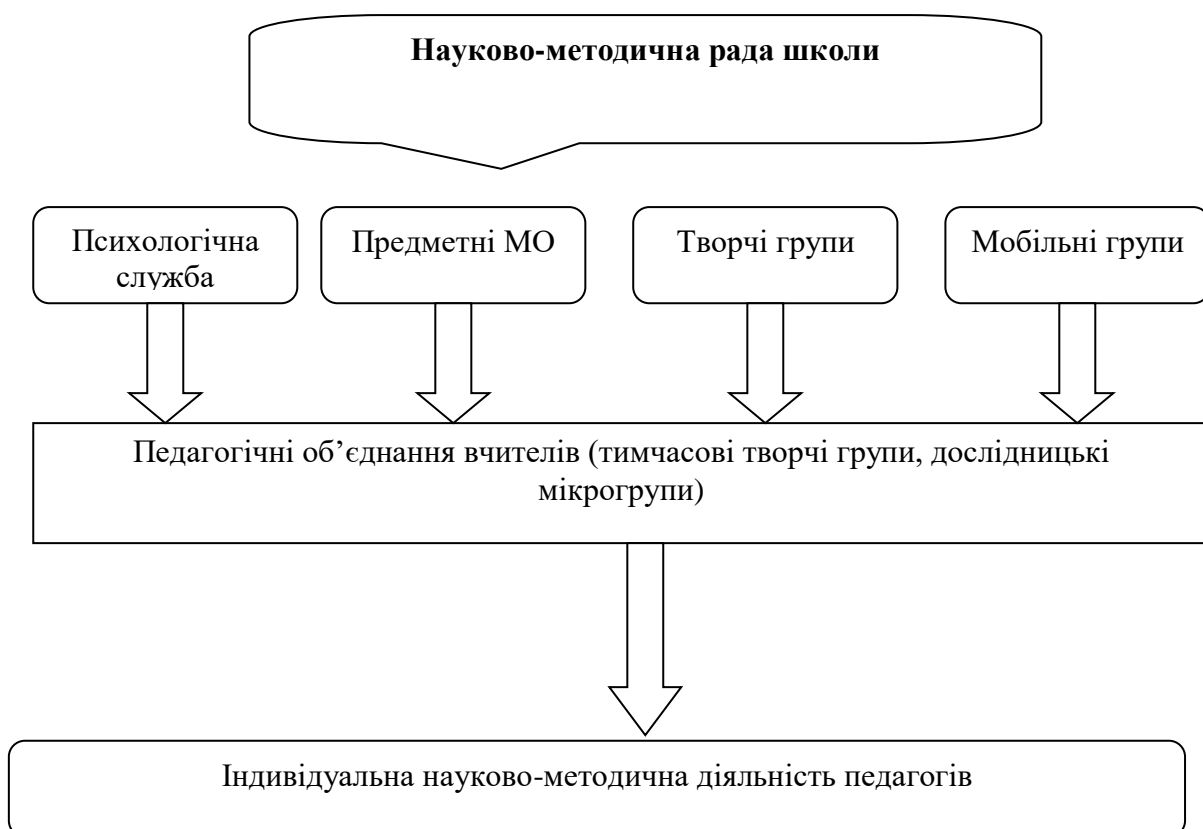 Науково-методична рада школи
Психологічна
служба
Предметні МО
Творчі групи
Мобільні групи
Педагогічні об’єднання вчителів (тимчасові творчі групи, дослідницькі
мікрогрупи)
Індивідуальна науково-методична діяльність педагогів